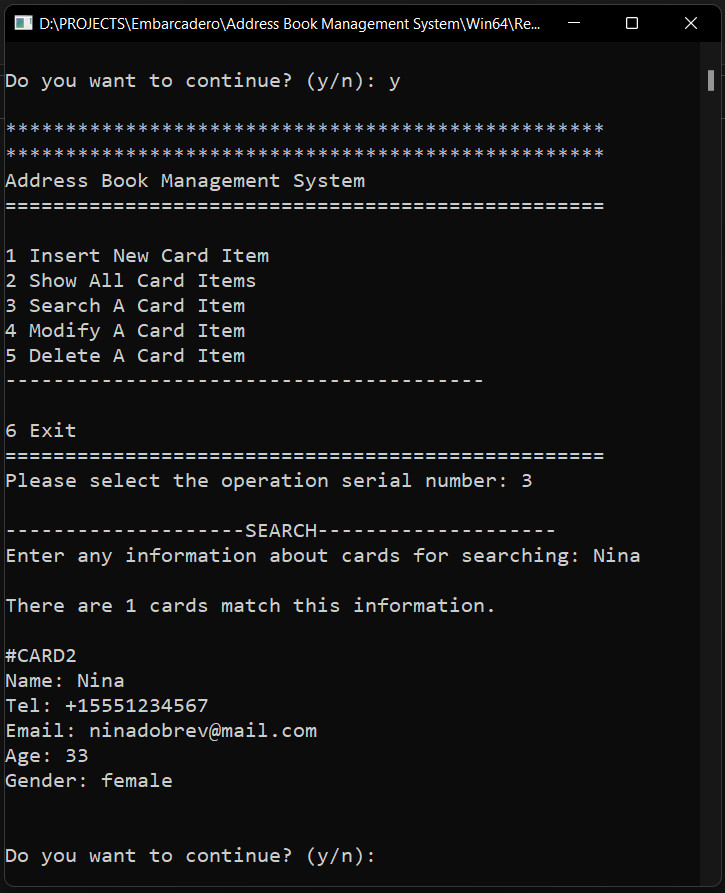 D:\PROJECTS\Embarcadero\Address Book Management System\Win64\Re...
Do you want to continue? (y/n): y
**************************************************
**************************************************
Address Book Management System
==================================================
1 Insert New Card Item
2 Show All Card Items
3 Search A Card Item
4 Modify A Card Item
5 Delete A Card Item
----------------------------------------
6 Exit
==================================================
Please select the operation serial number: 3
--------------------SEARCH--------------------
Enter any information about cards for searching: Nina
There are 1 cards match this information.
#CARD2
Name: Nina
Tel: +15551234567
Email: ninadobrev@mail.com
Age: 33
Gender: female
Do you want to continue? (y/n):